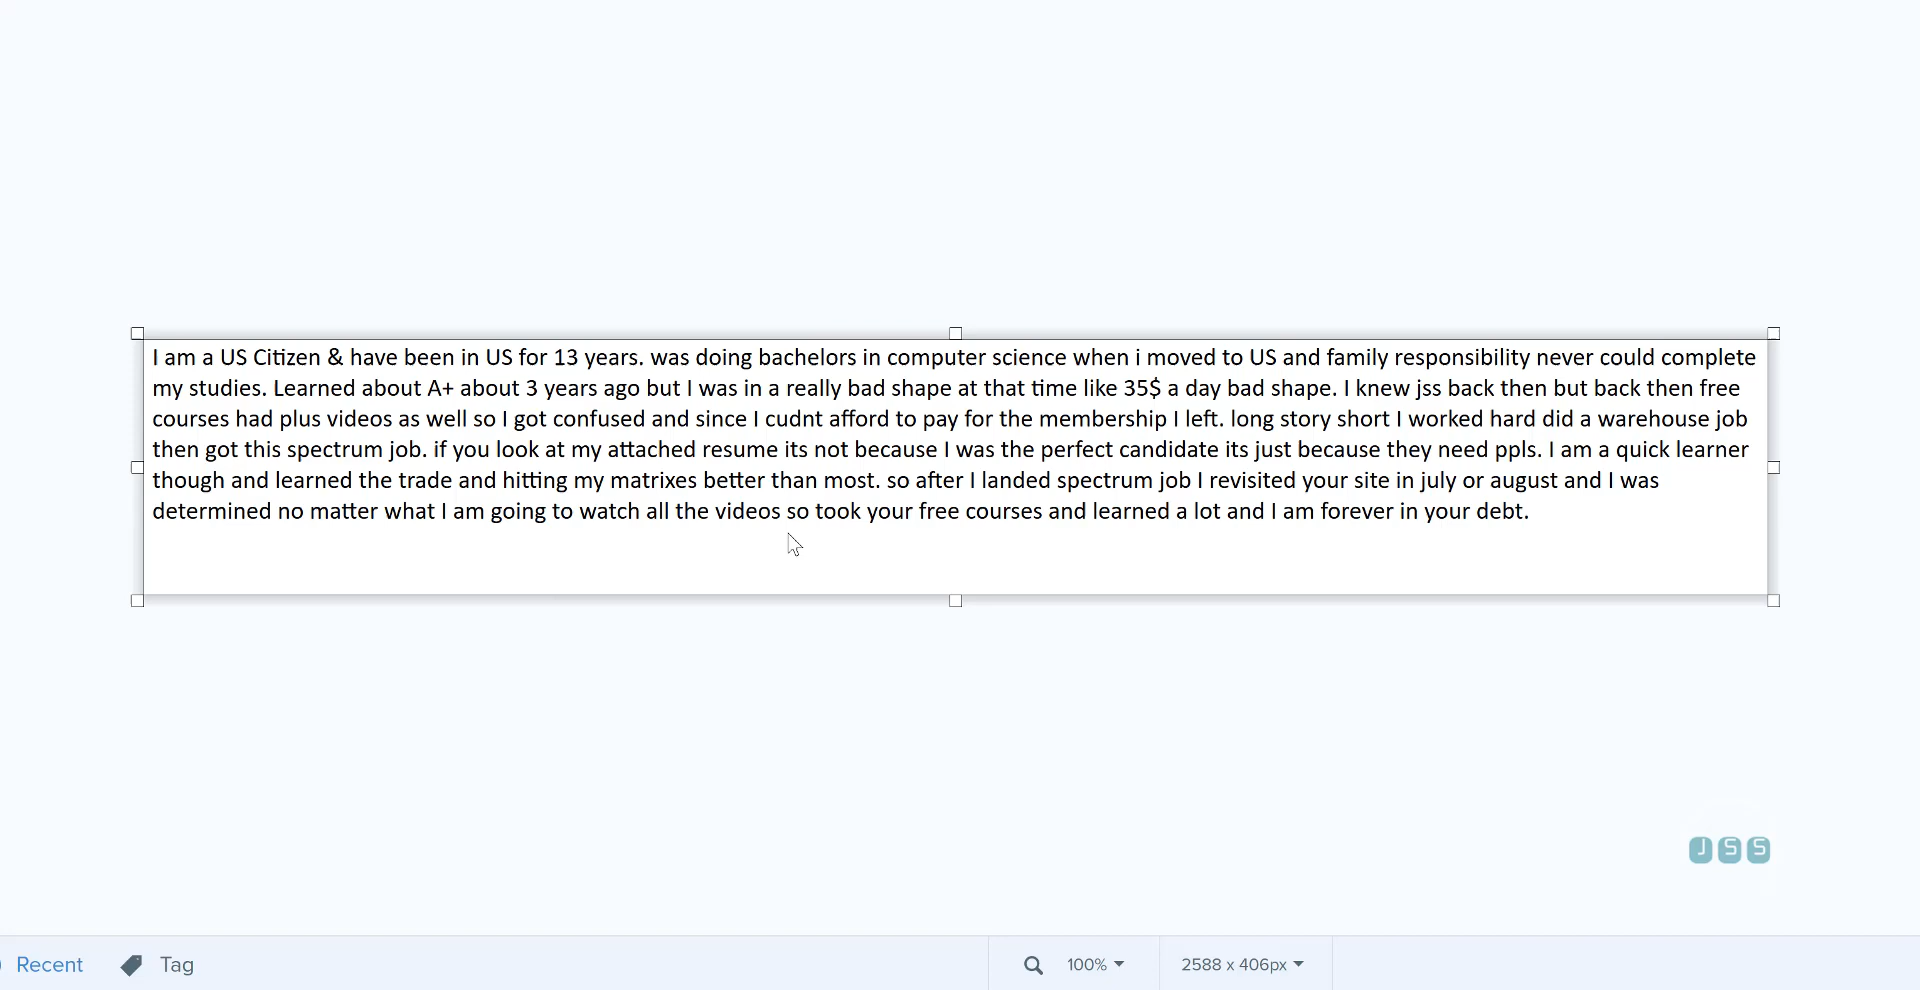 I am a US Citizen & have been in US for 13 years. was doing bachelors in computer science when i moved to US and family responsibility never could complete
my studies. Learned about A+ about 3 years ago but I was in a really bad shape at that time like 35$ a day bad shape. I knew jss back then but back then free
courses had plus videos as well so I got confused and since I cudnt afford to pay for the membership I left. long story short I worked hard did a warehouse job
then got this spectrum job. if you look at my attached resume its not because I was the perfect candidate its just because they need ppls. I am a quick learner
though and learned the trade and hitting my matrixes better than most. so after I landed spectrum job I revisited your site in july or august and I was
determined no matter what I am going to watch all the videos so took your free courses and learned a lot and I am forever in your debt.
JSS
Recent Tag 100% 2588 x 406px